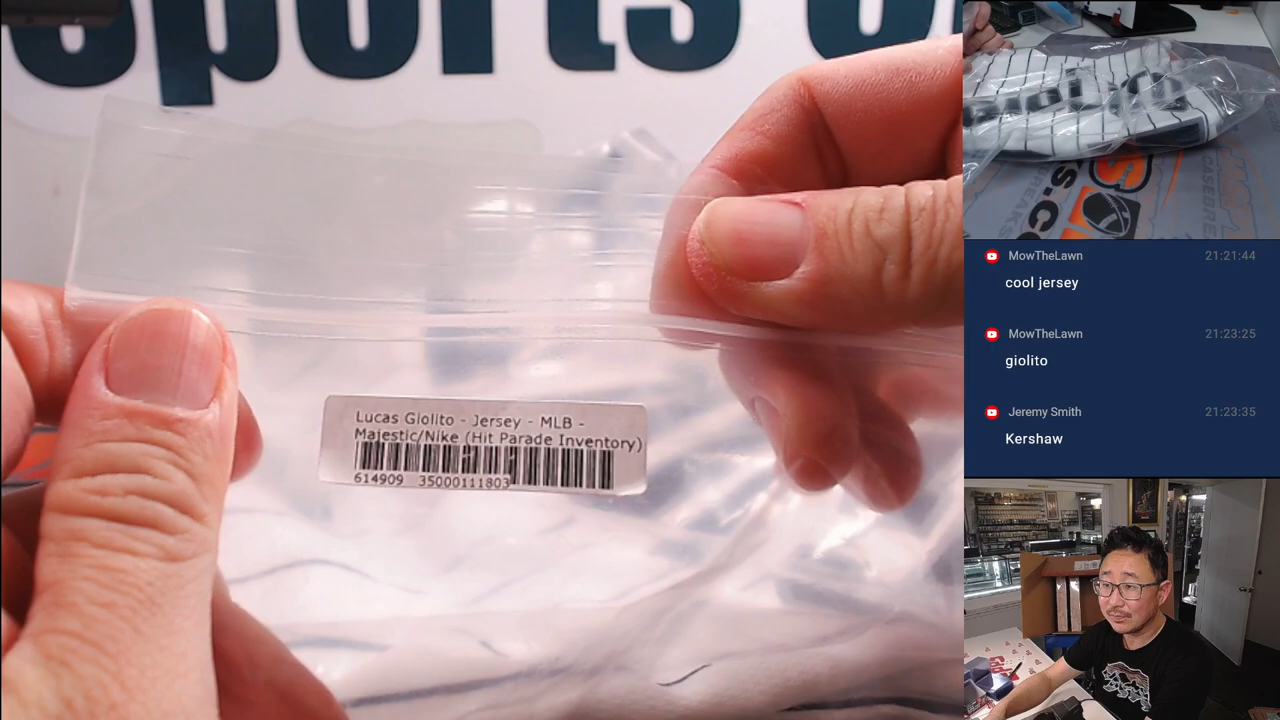 sports
Lucas Giolito - Jersey - MLB -
Majestic/Nike (Hit Parade Inventory)
614909 35000111803
MowTheLawn 21:21:44
cool jersey
MowTheLawn 21:23:25
giolito
Jeremy Smith 21:23:35
Kershaw